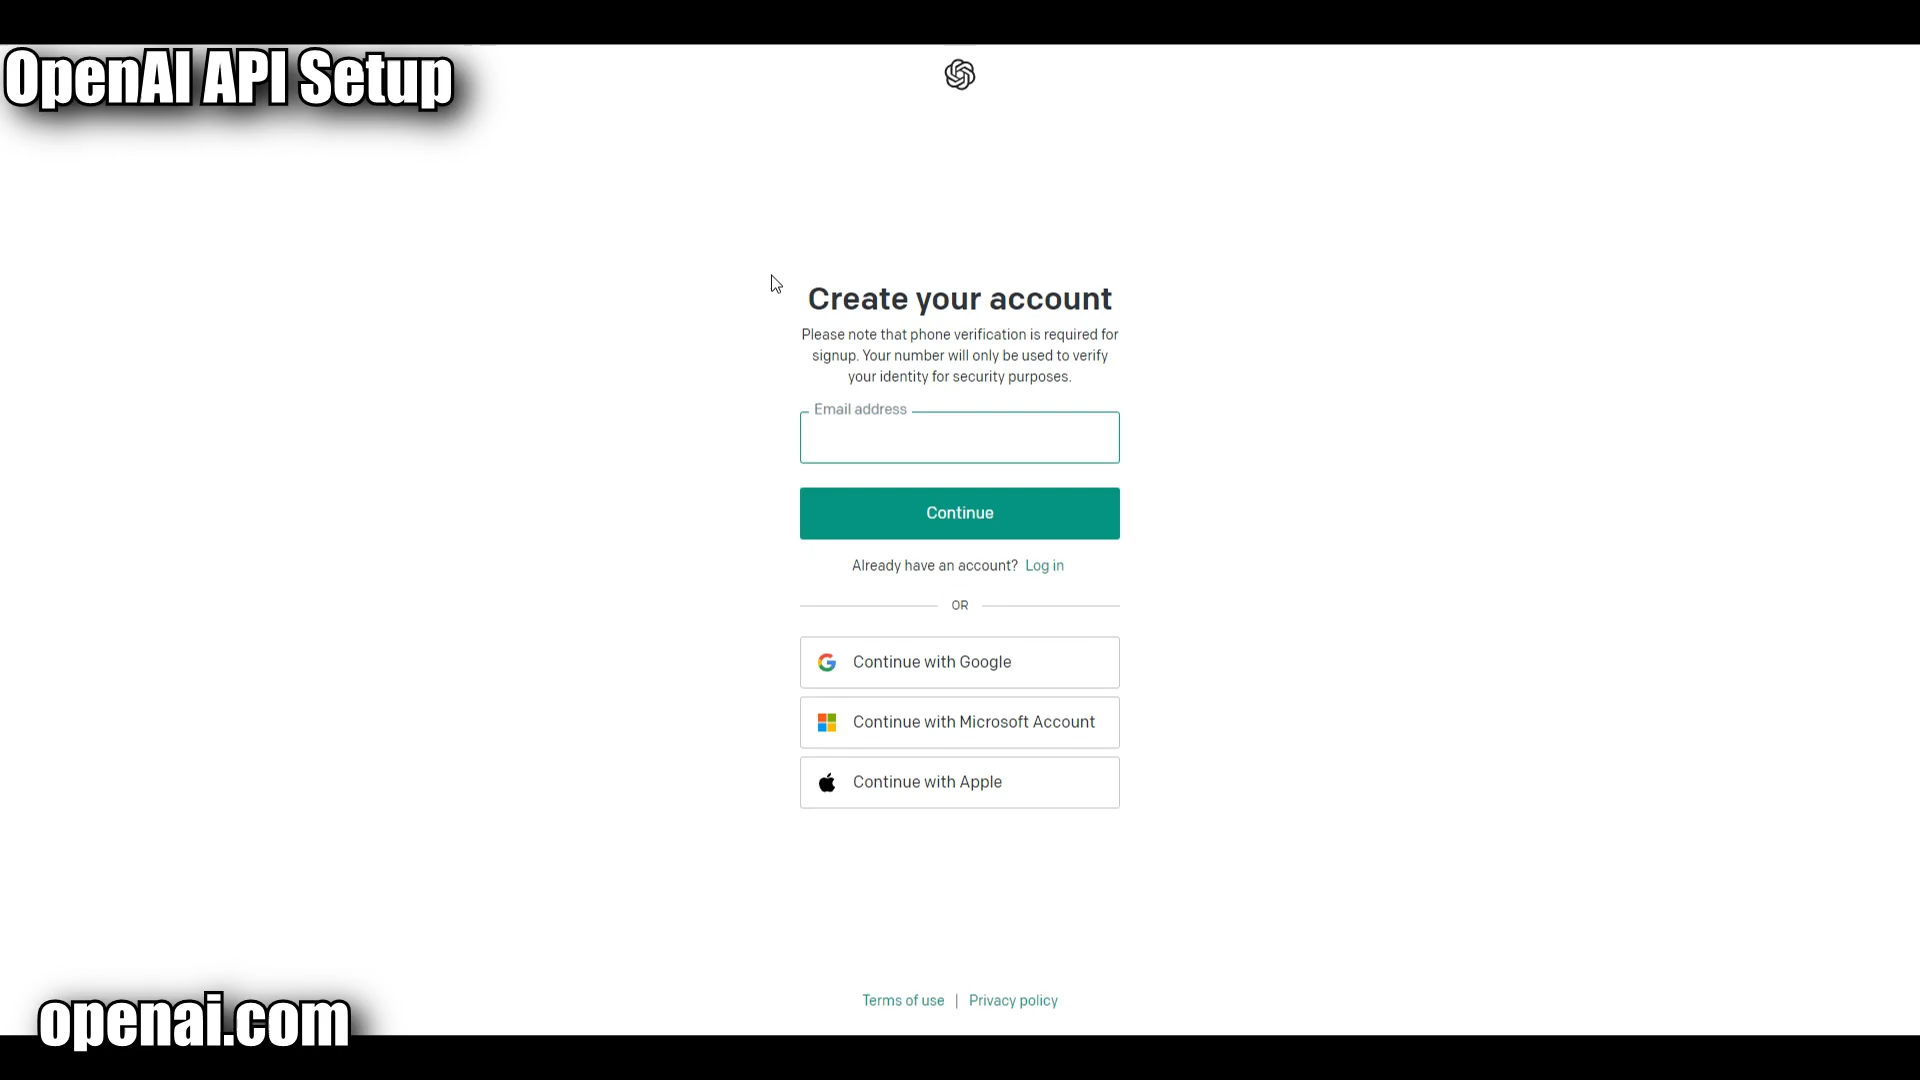 OpenAI API Setup
Create your account
Please note that phone verification is required for
signup. Your number will only be used to verify
your identity for security purposes.
Email address
Continue
Already have an account? Log in
OR
Continue with Google
Continue with Microsoft Account
Continue with Apple
Terms of use | Privacy policy
openai.com